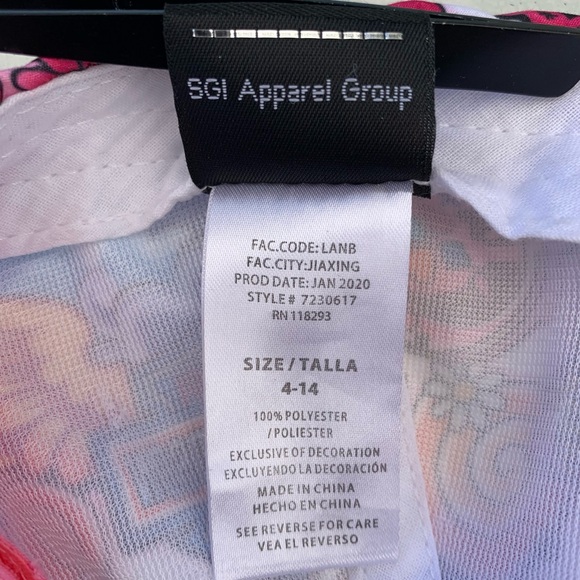 SGI Apparel Group
FAC.CODE: LANB
FAC.CITY:JIAXING
PROD DATE: JAN 2020
STYLE # 7230617
RN 118293
SIZE / TALLA
4-14
100% POLYESTER
/POLIESTER
EXCLUSIVE OF DECORATION
EXCLUYENDO LA DECORACIÓN
MADE IN CHINA
HECHO EN CHINA
SEE REVERSE FOR CARE
VEA EL REVERSO